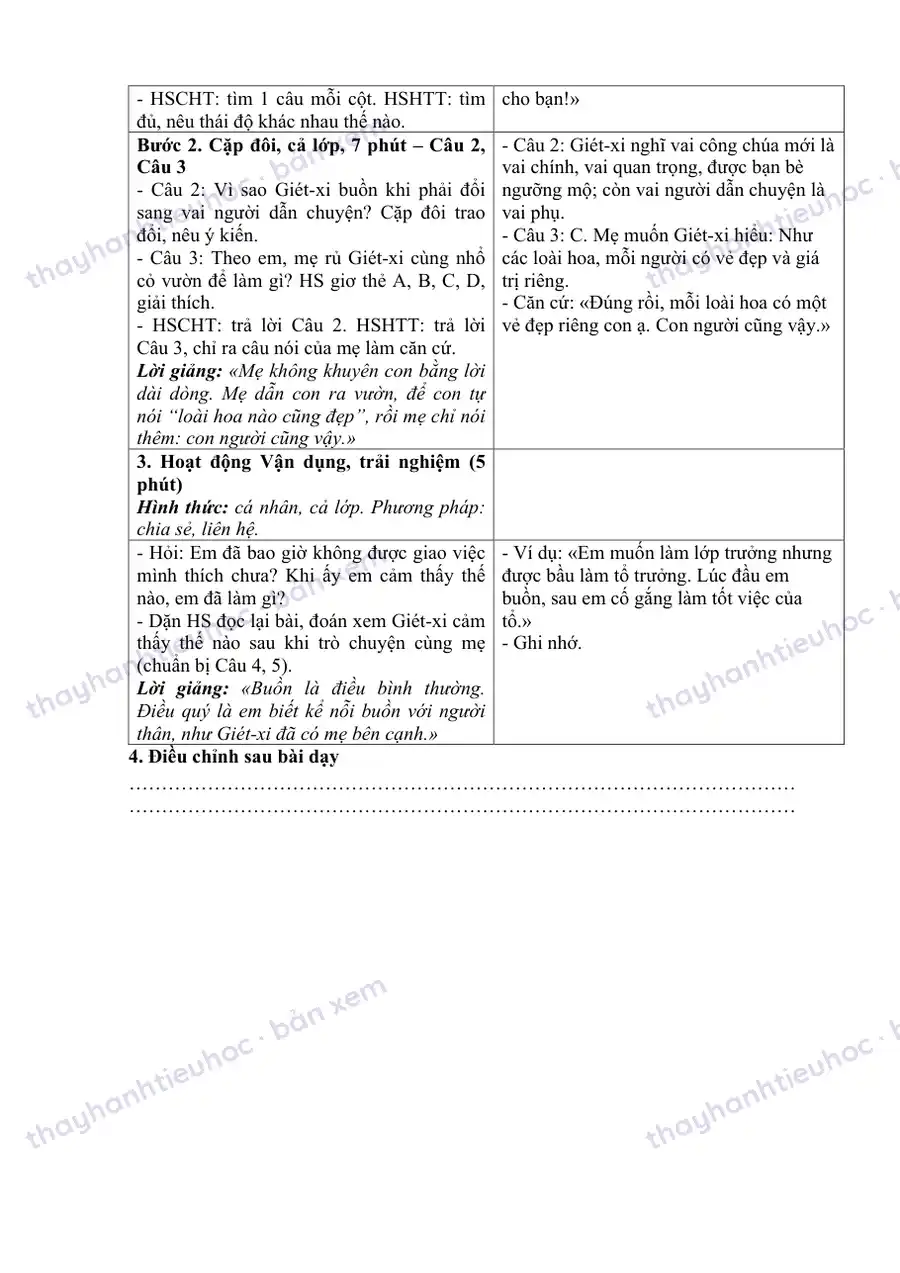 - HSCHT: tìm 1 câu mỗi cột. HSHTT: tìm
đủ, nêu thái độ khác nhau thế nào.
cho bạn!»
Bước 2. Cặp đôi, cả lớp, 7 phút – Câu 2,
Câu 3
- Câu 2: Vì sao Giét-xi buồn khi phải đổi
sang vai người dẫn chuyện? Cặp đôi trao
đổi, nêu ý kiến.
- Câu 3: Theo em, mẹ rủ Giét-xi cùng nhổ
cỏ vườn để làm gì? HS giơ thẻ A, B, C, D,
giải thích.
- HSCHT: trả lời Câu 2. HSHTT: trả lời
Câu 3, chỉ ra câu nói của mẹ làm căn cứ.
Lời giảng: «Mẹ không khuyên con bằng lời
dài dòng. Mẹ dẫn con ra vườn, để con tự
nói “loài hoa nào cũng đẹp”, rồi mẹ chỉ nói
thêm: con người cũng vậy.»
- Câu 2: Giét-xi nghĩ vai công chúa mới là
vai chính, vai quan trọng, được bạn bè
ngưỡng mộ; còn vai người dẫn chuyện là
vai phụ.
- Câu 3: C. Mẹ muốn Giét-xi hiểu: Như
các loài hoa, mỗi người có vẻ đẹp và giá
trị riêng.
- Căn cứ: «Đúng rồi, mỗi loài hoa có một
vẻ đẹp riêng con ạ. Con người cũng vậy.»
3. Hoạt động Vận dụng, trải nghiệm (5
phút)
Hình thức: cá nhân, cả lớp. Phương pháp:
chia sẻ, liên hệ.
- Hỏi: Em đã bao giờ không được giao việc
mình thích chưa? Khi ấy em cảm thấy thế
nào, em đã làm gì?
- Dặn HS đọc lại bài, đoán xem Giét-xi cảm
thấy thế nào sau khi trò chuyện cùng mẹ
(chuẩn bị Câu 4, 5).
Lời giảng: «Buồn là điều bình thường.
Điều quý là em biết kể nỗi buồn với người
thân, như Giét-xi đã có mẹ bên cạnh.»
- Ví dụ: «Em muốn làm lớp trưởng nhưng
được bầu làm tổ trưởng. Lúc đầu em
buồn, sau em cố gắng làm tốt việc của
tổ.»
- Ghi nhớ.
4. Điều chỉnh sau bài dạy
……………………………………………………………………………………………
……………………………………………………………………………………………
thayhanhtieuhoc · bản xem
thayhanhtieuhoc · b
thayhanhtieuhoc · bản xem
thayhanhtieuhoc · b
thayhanhtieuhoc · bản xem
thayhanhtieuhoc · b